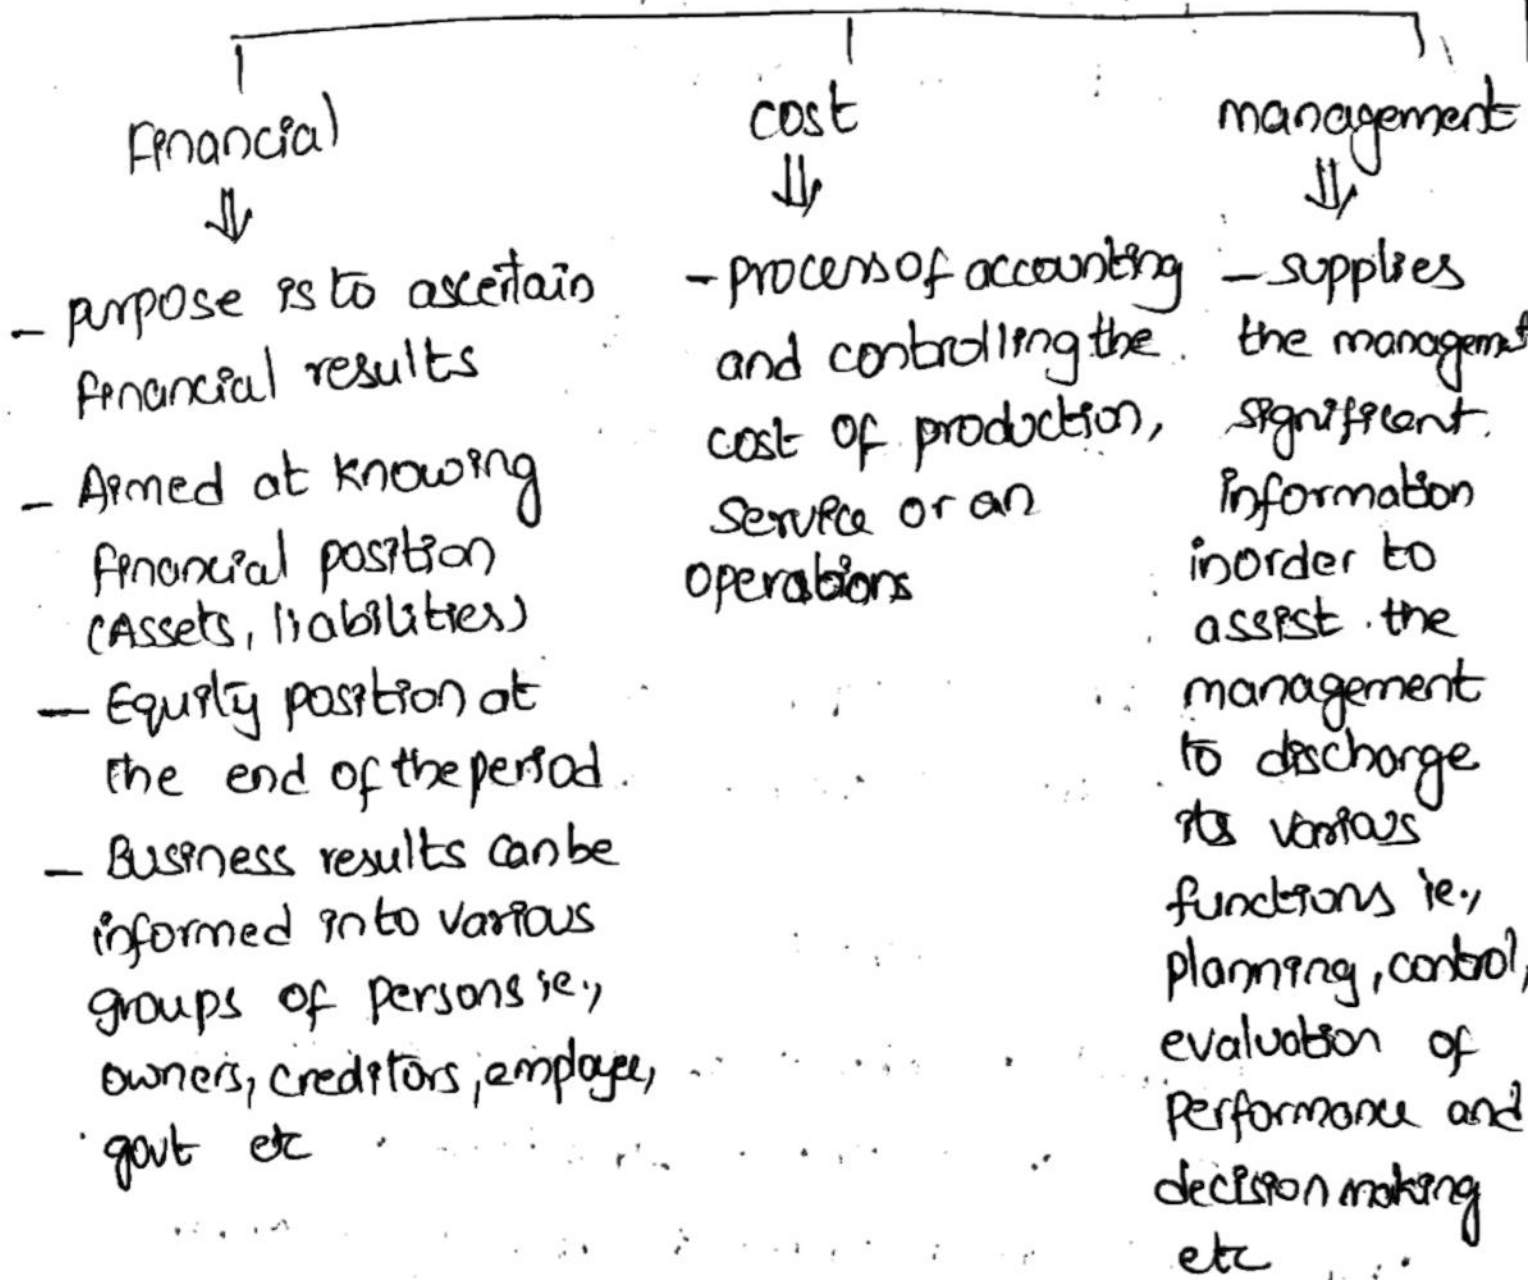 Financial
- purpose is to ascertain
financial results
- Aimed at knowing
financial position
(Assets, liabilities)
- Equity position at
the end of the period.
- Business results can be
informed into various
groups of persons ie.,
owners, creditors, employee,
govt etc
cost
- process of accounting
and controlling the
cost of production,
service or an
operations
management
- supplies
the managemt
significant
information
inorder to
assist the
management
to discharge
its various
functions ie.,
planning, control,
evaluation of
performance and
decision making
etc